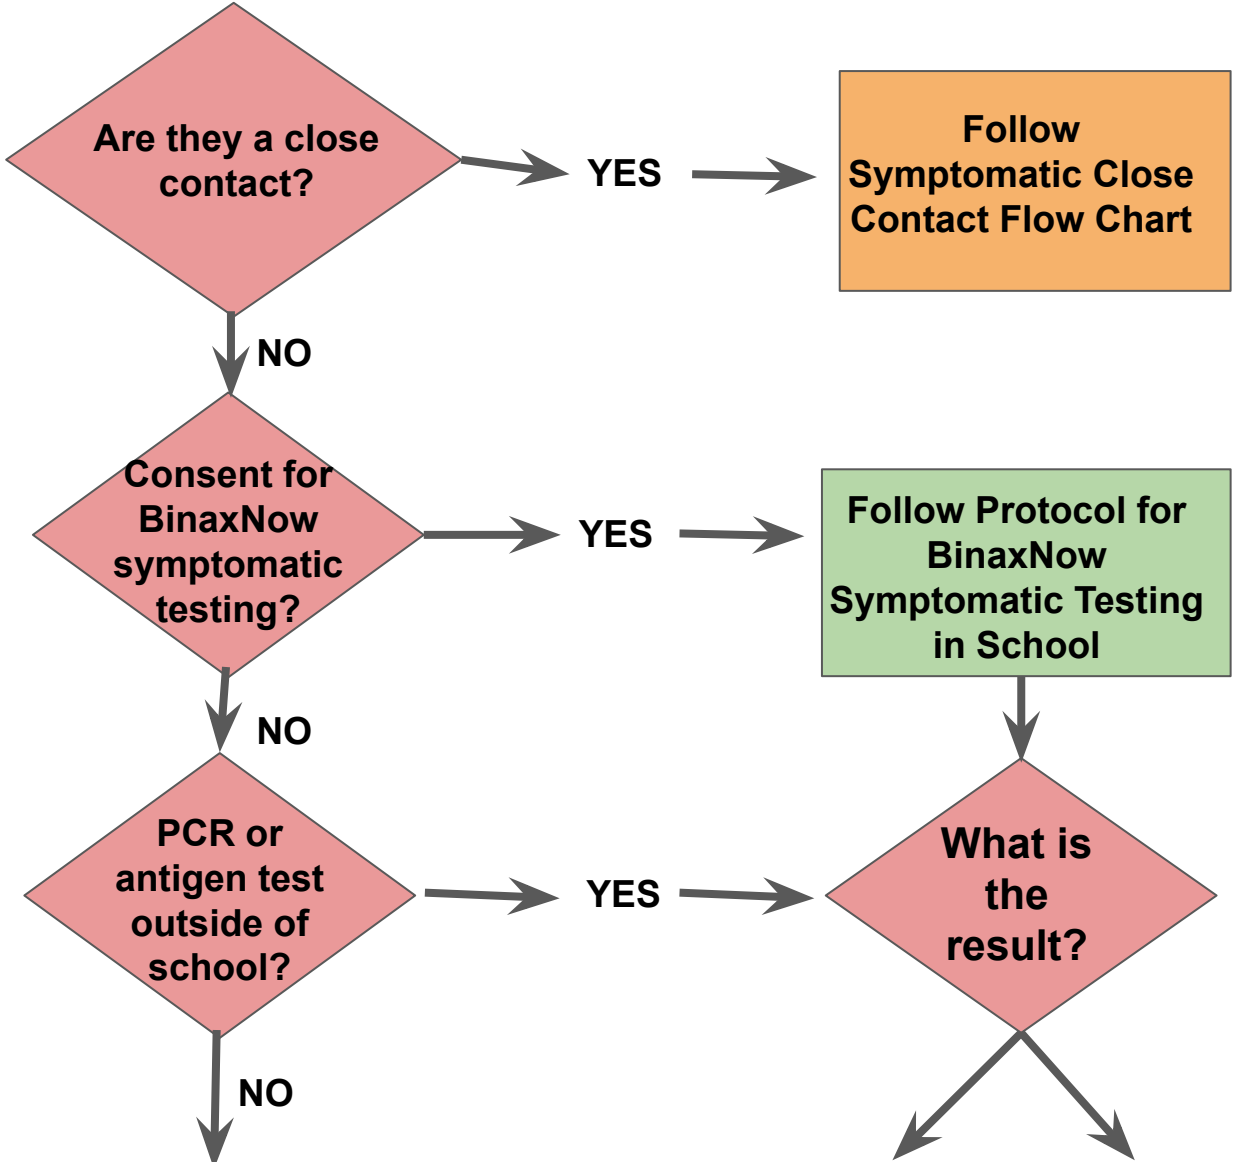 Are they a close
contact?
YES
Follow
Symptomatic Close
Contact Flow Chart
NO
Consent for
BinaxNow
symptomatic
testing?
YES
Follow Protocol for
BinaxNow
Symptomatic Testing
in School
NO
PCR or
antigen test
outside of
school?
YES
What is
the
result?
NO